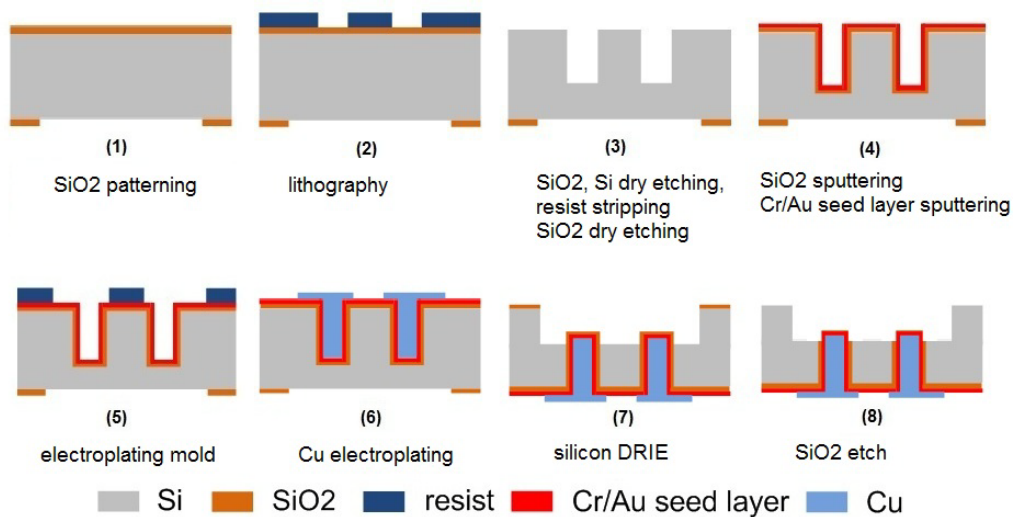 (1)
SiO2 patterning
(2)
lithography
(3)
SiO2, Si dry etching,
resist stripping
SiO2 dry etching
(4)
SiO2 sputtering
Cr/Au seed layer sputtering
(5)
electroplating mold
(6)
Cu electroplating
(7)
silicon DRIE
(8)
SiO2 etch
Si SiO2 resist Cr/Au seed layer Cu